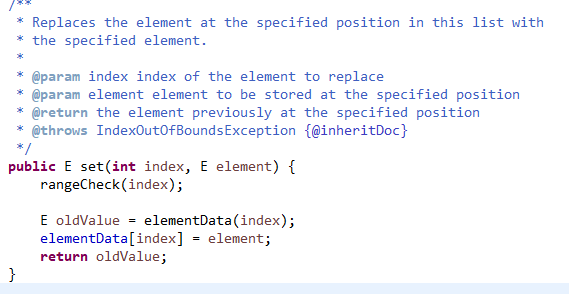 /**
 * Replaces the element at the specified position in this list with
 * the specified element.
 *
 * @param index index of the element to replace
 * @param element element to be stored at the specified position
 * @return the element previously at the specified position
 * @throws IndexOutOfBoundsException {@inheritDoc}
 */
public E set(int index, E element) {
    rangeCheck(index);

    E oldValue = elementData(index);
    elementData[index] = element;
    return oldValue;
}